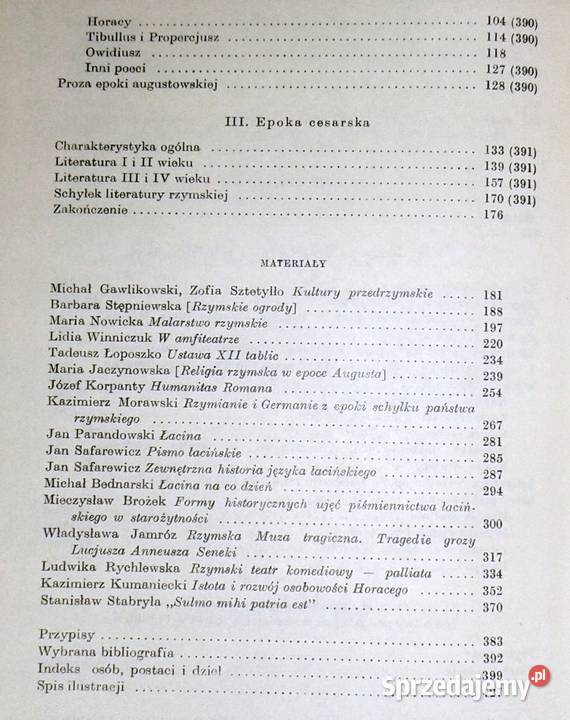 Horacy . . . . . . . . . . . . . . . . . . . . 104 (390)
Tibullus i Propercjusz . . . . . . . . . . . . . . . . . . . . 114 (390)
Owidiusz . . . . . . . . . . . . . . . . . . . . 118
Inni poeci . . . . . . . . . . . . . . . . . . . . 127 (390)
Proza epoki augustowskiej . . . . . . . . . . . . . . . . . . . . 128 (390)
III. Epoka cesarska
Charakterystyka ogólna . . . . . . . . . . . . . . . . . . . . 133 (391)
Literatura I i II wieku . . . . . . . . . . . . . . . . . . . . 139 (391)
Literatura III i IV wieku . . . . . . . . . . . . . . . . . . . . 157 (391)
Schyłek literatury rzymskiej . . . . . . . . . . . . . . . . . . . . 170 (391)
Zakończenie . . . . . . . . . . . . . . . . . . . . 176
MATERIAŁY
Michał Gawlikowski, Zofia Sztetyłło Kultury przedrzymskie . . . . . 181
Barbara Stępniewska [Rzymskie ogrody] . . . . . . . . . . . . . . . 188
Maria Nowicka Malarstwo rzymskie . . . . . . . . . . . . . . . 197
Lidia Winniczuk W amfiteatrze . . . . . . . . . . . . . . . 220
Tadeusz Łoposzko Ustawa XII tablic . . . . . . . . . . . . . . . 234
Maria Jaczynowska [Religia rzymska w epoce Augusta] . . . . . . . . . . 239
Józef Korpanty Humanitas Romana . . . . . . . . . . . . . . . 254
Kazimierz Morawski Rzymianie i Germanie z epoki schyłku państwa
rzymskiego . . . . . . . . . . . . . . . . . . . . 267
Jan Parandowski Łacina . . . . . . . . . . . . . . . . . . . . 281
Jan Safarewicz Pismo łacińskie . . . . . . . . . . . . . . . . . . . . 285
Jan Safarewicz Zewnętrzna historia języka łacińskiego . . . . . . . . . . 287
Michał Bednarski Łacina na co dzień . . . . . . . . . . . . . . . 294
Mieczysław Brożek Formy historycznych ujęć piśmiennictwa łaciń-
skiego w starożytności . . . . . . . . . . . . . . . 300
Władysława Jamróz Rzymska Muza tragiczna. Tragedie grozy
Lucjusza Anneusza Seneki . . . . . . . . . . . . . . . 317
Ludwika Rychlewska Rzymski teatr komediowy — palliata . . . . . 334
Kazimierz Kumaniecki Istota i rozwój osobowości Horacego . . . . . 352
Stanisław Stabryła „Sulmo mihi patria est" . . . . . . . . . . 370
Przypisy . . . . . . . . . . . . . . . . . . . . 383
Wybrana bibliografia . . . . . . . . . . . . . . . . . . . . 392
Indeks osób, postaci i dzieł . . . . . . . . . . . . . . . . . . . . 399
Spis ilustracji . . . . . . . . . . . . . . . . . . . .
Sprzedajemy .pl